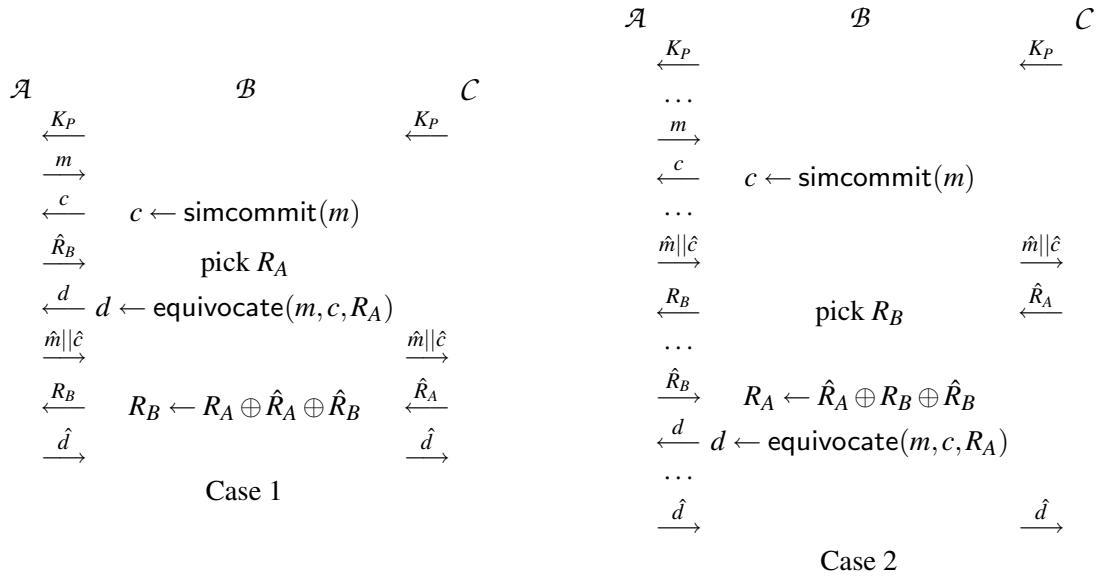 𝒜 ℬ 𝒞
K_P K_P
m
c c ← simcommit(m)
R̂_B pick R_A
d d ← equivocate(m, c, R_A)
m̂||ĉ m̂||ĉ
R_B R_B ← R_A ⊕ R̂_A ⊕ R̂_B R̂_A
d̂ d̂
Case 1
𝒜 ℬ 𝒞
K_P K_P
...
m
c c ← simcommit(m)
...
m̂||ĉ m̂||ĉ
R_B pick R_B R̂_A
...
R̂_B R_A ← R̂_A ⊕ R_B ⊕ R̂_B
d d ← equivocate(m, c, R_A)
...
d̂ d̂
Case 2